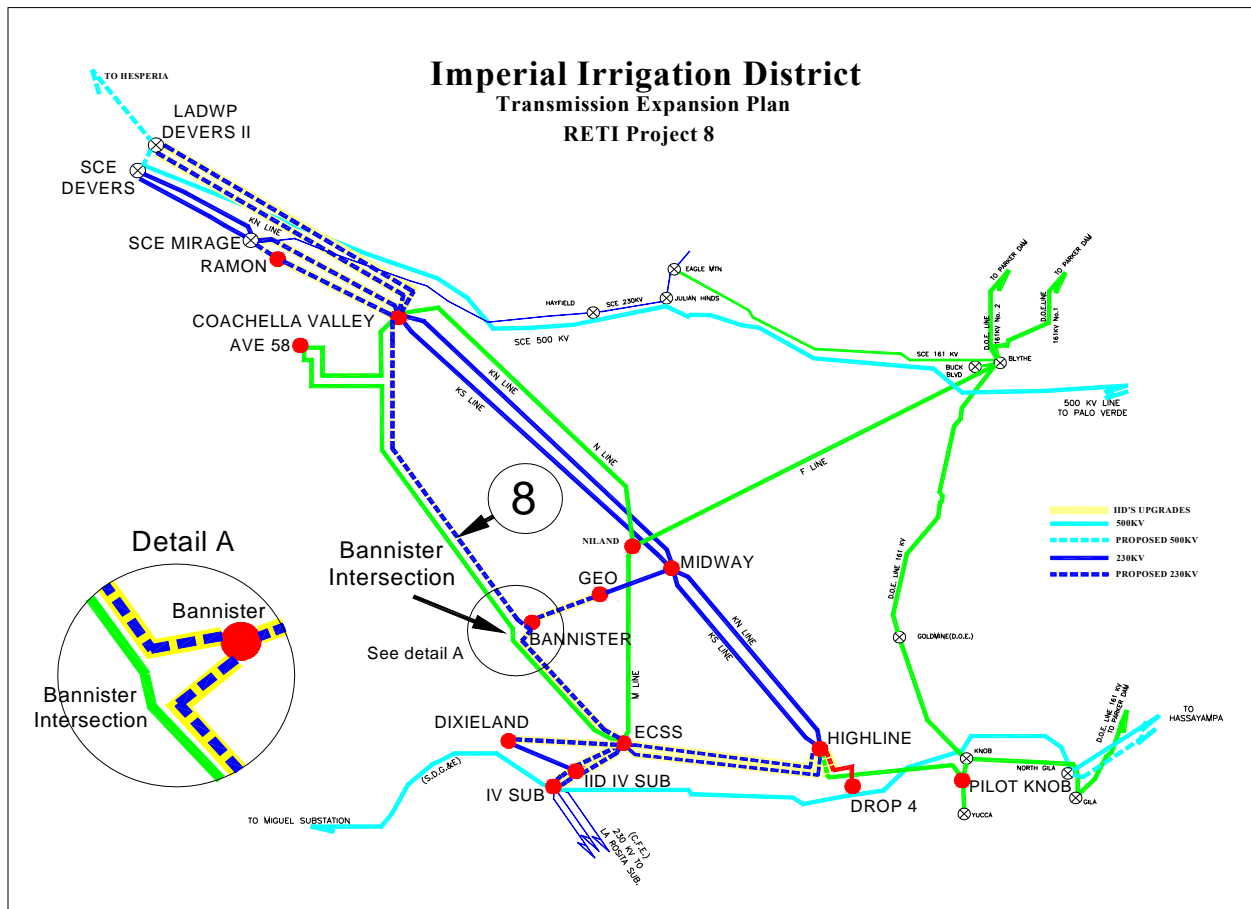 Imperial Irrigation District
Transmission Expansion Plan
RETI Project 8
TO HESPERIA
LADWP
DEVERS II
SCE
DEVERS
KN LINE
SCE MIRAGE
RAMON
EAGLE MTN
HAYFIELD
SCE 230KV
JULIAN HINDS
SCE 500 KV
TO PARKER DAM
TO PARKER DAM
D.O.E. LINE
161KV No. 2
D.O.E.LINE
161KV No.1
COACHELLA VALLEY
AVE 58
SCE 161 KV
BUCK
BLVD
BLYTHE
500 KV LINE
TO PALO VERDE
KN LINE
KS LINE
N LINE
F LINE
8
IID'S UPGRADES
500KV
PROPOSED 500KV
230KV
PROPOSED 230KV
Detail A
Bannister
Bannister
Intersection
Bannister
Intersection
NILAND
MIDWAY
GEO
BANNISTER
See detail A
KN LINE
KS LINE
M LINE
D.O.E. LINE 161 KV
GOLDMINE(D.O.E.)
DIXIELAND
ECSS
HIGHLINE
IID IV SUB
IV SUB
DROP 4
KNOB
PILOT KNOB
NORTH GILA
GILA
YUCCA
D.O.E. LINE 161 KV
TO PARKER DAM
TO
HASSAYAMPA
(S.D.G.&E)
TO MIGUEL SUBSTATION
(C.F.E.)
230 KV TO
LA ROSITA SUB.